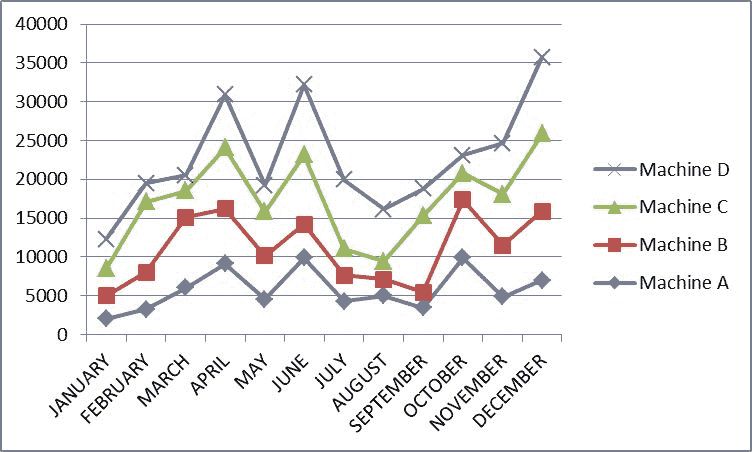 40000
35000
30000
25000
20000
15000
10000
5000
0
JANUARY
FEBRUARY
MARCH
APRIL
MAY
JUNE
JULY
AUGUST
SEPTEMBER
OCTOBER
NOVEMBER
DECEMBER
Machine D
Machine C
Machine B
Machine A